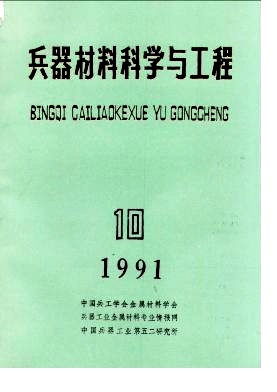 兵器材料科学与工程
BINGQI CAILIAOKEXUE YU GONGCHENG
10
1991
中国兵工学会金属材料学会
兵器工业金属材料专业情报网
中国兵器工业第五二研究所